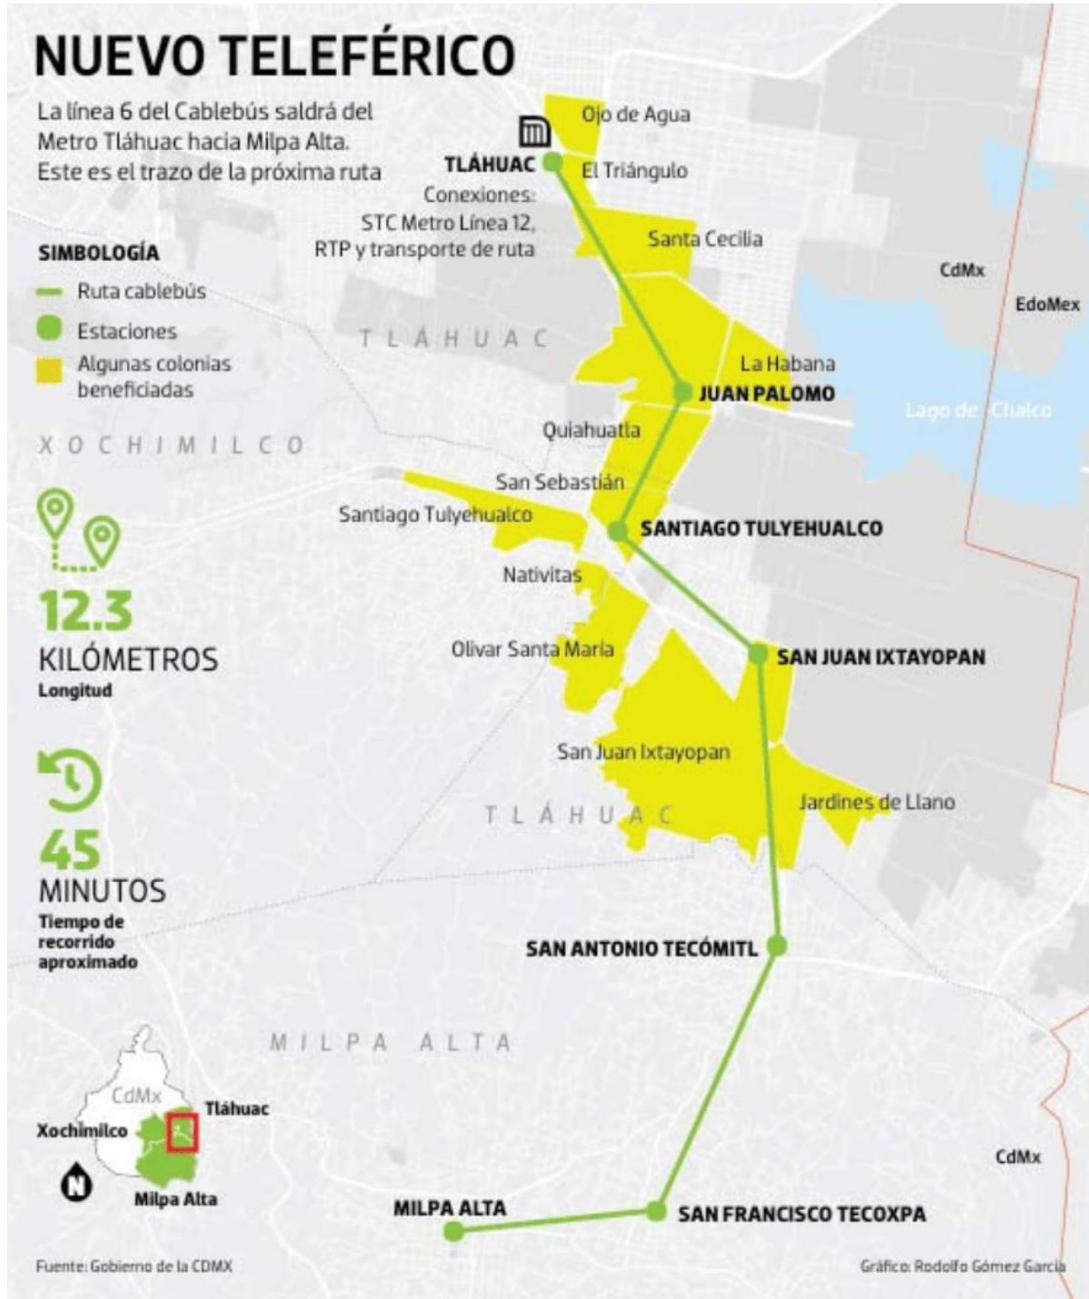 NUEVO TELEFÉRICO
La línea 6 del Cablebús saldrá del
Metro Tláhuac hacia Milpa Alta.
Este es el trazo de la próxima ruta
SIMBOLOGÍA
Ruta cablebús
Estaciones
Algunas colonias
beneficiadas
Ojo de Agua
TLÁHUAC
El Triángulo
Conexiones:
STC Metro Línea 12,
RTP y transporte de ruta
Santa Cecilia
CdMx
EdoMex
TLÁHUAC
La Habana
JUAN PALOMO
Lago de Chalco
XOCHIMILCO
Quiahuatla
San Sebastián
Santiago Tulyehualco
SANTIAGO TULYEHUALCO
Nativitas
12.3
KILÓMETROS
Longitud
Olivar Santa María
SAN JUAN IXTAYOPAN
San Juan Ixtayopan
Jardines de Llano
TLÁHUAC
45
MINUTOS
Tiempo de
recorrido
aproximado
SAN ANTONIO TECÓMITL
MILPA ALTA
CdMx
Tláhuac
Xochimilco
N
Milpa Alta
CdMx
MILPA ALTA
SAN FRANCISCO TECOXPA
Fuente: Gobierno de la CDMX
Gráfico: Rodolfo Gómez García